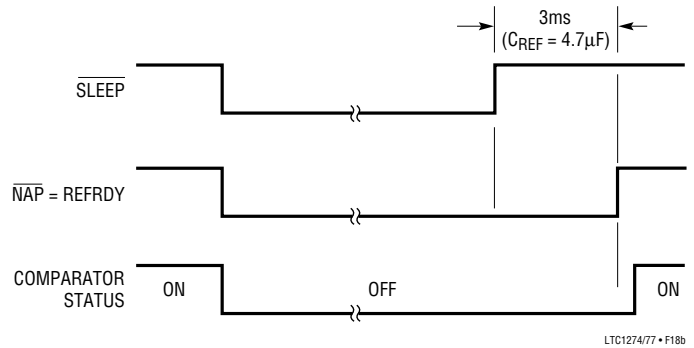 3ms
(CREF = 4.7µF)
SLEEP
NAP = REFRDY
COMPARATOR
STATUS
ON
OFF
ON
LTC1274/77 • F18b